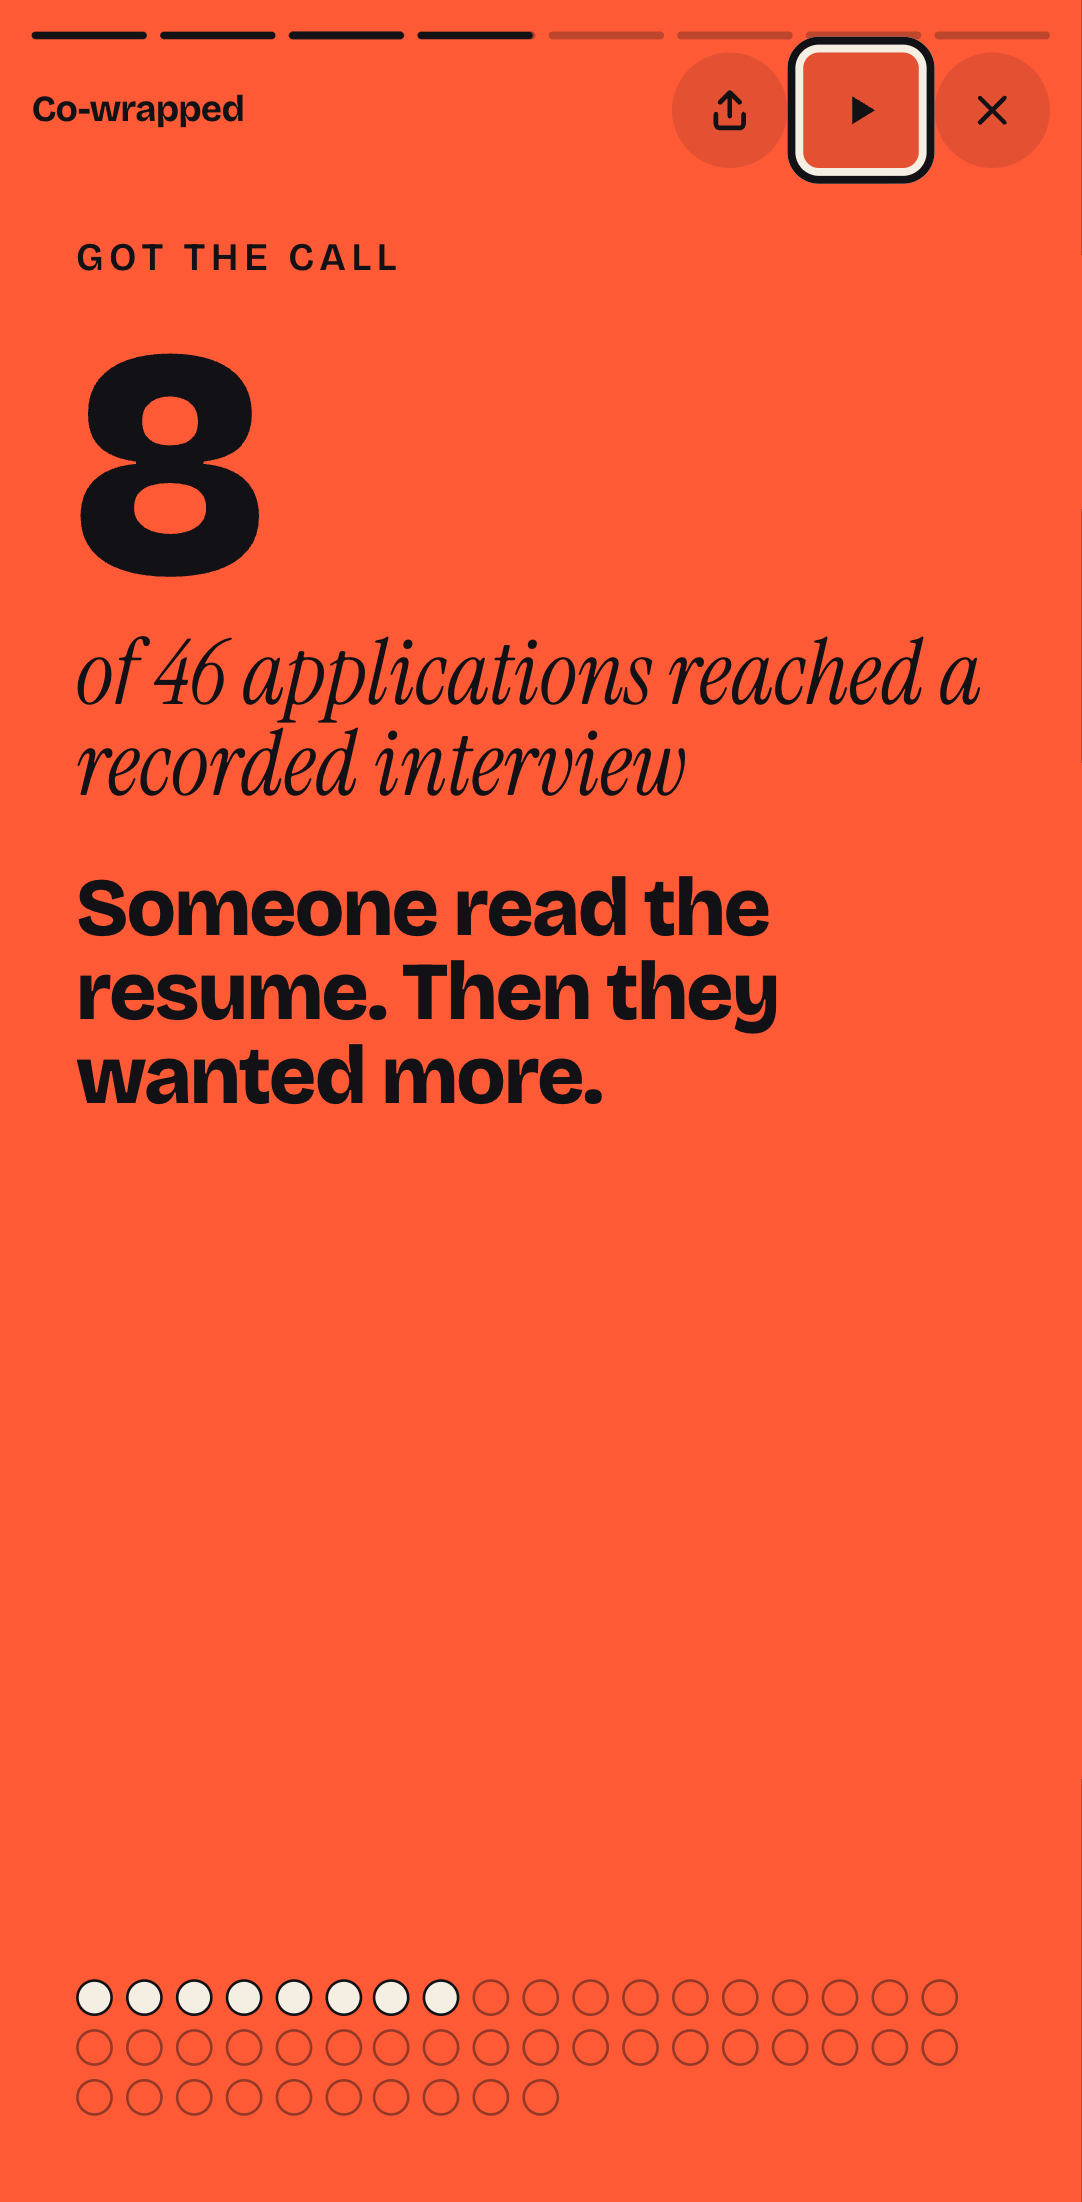 Co-wrapped
GOT THE CALL
8
of 46 applications reached a
recorded interview
Someone read the
resume. Then they
wanted more.